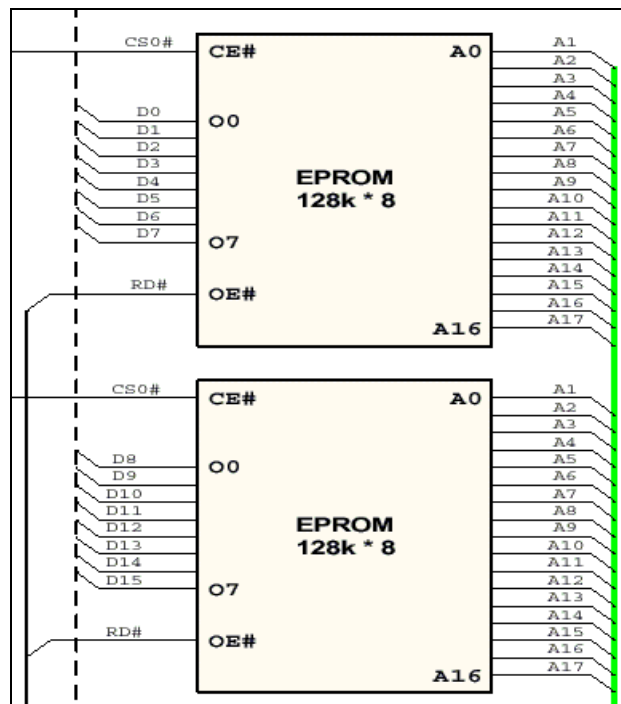 CS0# CE# A0 A1
A2
A3
A4
D0 O0 A5
D1 A6
D2 A7
D3 A8
D4 EPROM A9
D5 128k * 8 A10
D6 A11
D7 O7 A12
A13
A14
RD# OE# A15
A16
A16 A17
CS0# CE# A0 A1
A2
A3
A4
D8 O0 A5
D9 A6
D10 A7
D11 A8
D12 EPROM A9
D13 128k * 8 A10
D14 A11
D15 O7 A12
A13
A14
RD# OE# A15
A16
A16 A17